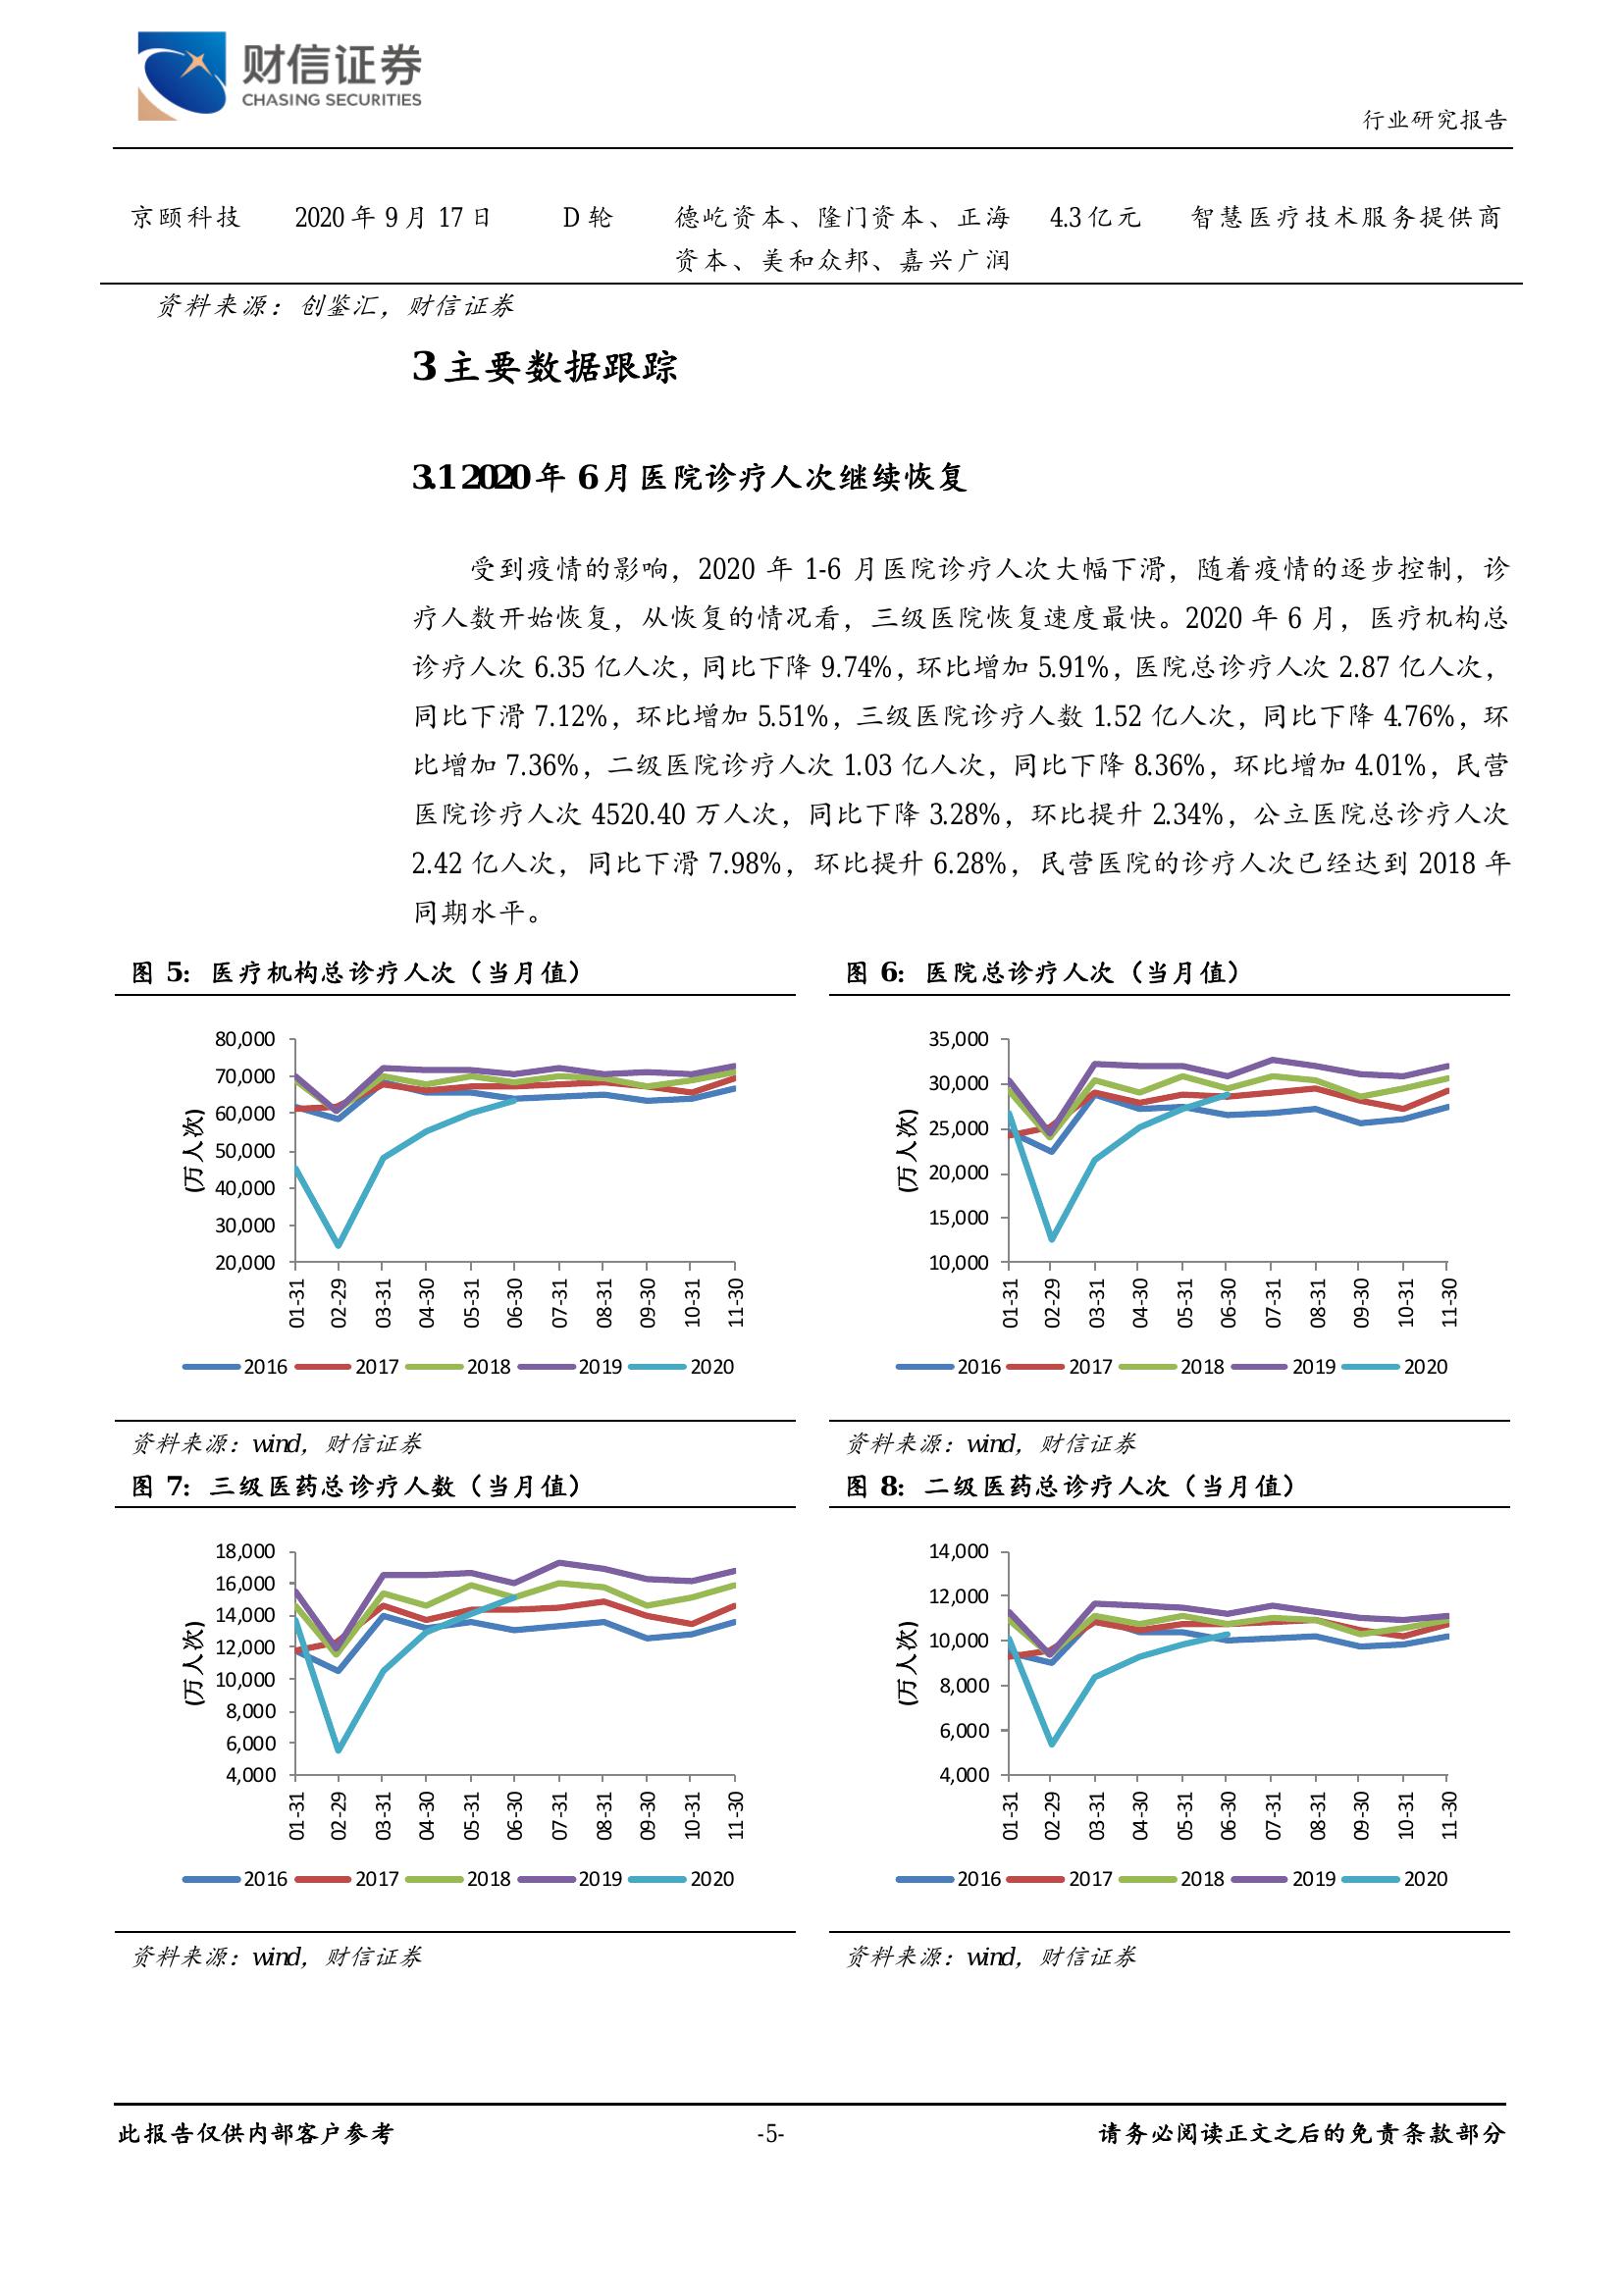 财信证券
CHASING SECURITIES
行业研究报告
京颐科技 2020 年 9 月 17 日 D 轮 德屹资本、隆门资本、正海 4.3 亿元 智慧医疗技术服务提供商
资本、美和众邦、嘉兴广润
资料来源：创鉴汇，财信证券
3 主要数据跟踪
3.1 2020 年 6 月医院诊疗人次继续恢复
受到疫情的影响，2020 年 1-6 月医院诊疗人次大幅下滑，随着疫情的逐步控制，诊
疗人数开始恢复，从恢复的情况看，三级医院恢复速度最快。2020 年 6 月，医疗机构总
诊疗人次 6.35 亿人次，同比下降 9.74%，环比增加 5.91%，医院总诊疗人次 2.87 亿人次，
同比下滑 7.12%，环比增加 5.51%，三级医院诊疗人数 1.52 亿人次，同比下降 4.76%，环
比增加 7.36%，二级医院诊疗人次 1.03 亿人次，同比下降 8.36%，环比增加 4.01%，民营
医院诊疗人次 4520.40 万人次，同比下降 3.28%，环比提升 2.34%，公立医院总诊疗人次
2.42 亿人次，同比下滑 7.98%，环比提升 6.28%，民营医院的诊疗人次已经达到 2018 年
同期水平。
图 5：医疗机构总诊疗人次（当月值）
(万人次)
80,000
70,000
60,000
50,000
40,000
30,000
20,000
01-31 02-29 03-31 04-30 05-31 06-30 07-31 08-31 09-30 10-31 11-30
2016 2017 2018 2019 2020
资料来源：wind，财信证券
图 6：医院总诊疗人次（当月值）
(万人次)
35,000
30,000
25,000
20,000
15,000
10,000
01-31 02-29 03-31 04-30 05-31 06-30 07-31 08-31 09-30 10-31 11-30
2016 2017 2018 2019 2020
资料来源：wind，财信证券
图 7：三级医药总诊疗人数（当月值）
(万人次)
18,000
16,000
14,000
12,000
10,000
8,000
6,000
4,000
01-31 02-29 03-31 04-30 05-31 06-30 07-31 08-31 09-30 10-31 11-30
2016 2017 2018 2019 2020
资料来源：wind，财信证券
图 8：二级医药总诊疗人次（当月值）
(万人次)
14,000
12,000
10,000
8,000
6,000
4,000
01-31 02-29 03-31 04-30 05-31 06-30 07-31 08-31 09-30 10-31 11-30
2016 2017 2018 2019 2020
资料来源：wind，财信证券
此报告仅供内部客户参考 -5- 请务必阅读正文之后的免责条款部分